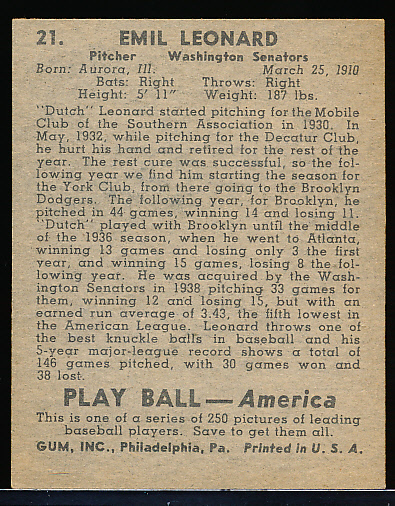 21. EMIL LEONARD
Pitcher Washington Senators
Born: Aurora, Ill. March 25, 1910
Bats: Right Throws: Right
Height: 5' 11" Weight: 187 lbs.
"Dutch" Leonard started pitching for the Mobile
Club of the Southern Association in 1930. In
May, 1932, while pitching for the Decatur Club,
he hurt his hand and retired for the rest of the
year. The rest cure was successful, so the fol-
lowing year we find him starting the season for
the York Club, from there going to the Brooklyn
Dodgers. The following year, for Brooklyn, he
pitched in 44 games, winning 14 and losing 11.
"Dutch" played with Brooklyn until the middle
of the 1936 season, when he went to Atlanta,
winning 13 games and losing only 3 the first
year, and winning 15 games, losing 8 the fol-
lowing year. He was acquired by the Wash-
ington Senators in 1938 pitching 33 games for
them, winning 12 and losing 15, but with an
earned run average of 3.43, the fifth lowest in
the American League. Leonard throws one of
the best knuckle balls in baseball and his
5-year major-league record shows a total of
146 games pitched, with 30 games won and
38 lost.
PLAY BALL—America
This is one of a series of 250 pictures of leading
baseball players. Save to get them all.
GUM, INC., Philadelphia, Pa. Printed in U. S. A.